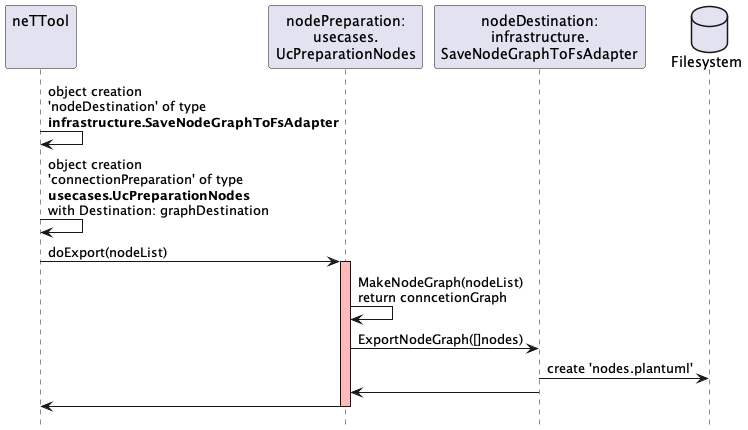 neTTool
nodePreparation:
usecases.
UcPreparationNodes
nodeDestination:
infrastructure.
SaveNodeGraphToFsAdapter
Filesystem
object creation
'nodeDestination' of type
infrastructure.SaveNodeGraphToFsAdapter
object creation
'connectionPreparation' of type
usecases.UcPreparationNodes
with Destination: graphDestination
doExport(nodeList)
MakeNodeGraph(nodeList)
return conncetionGraph
ExportNodeGraph([]nodes)
create 'nodes.plantuml'